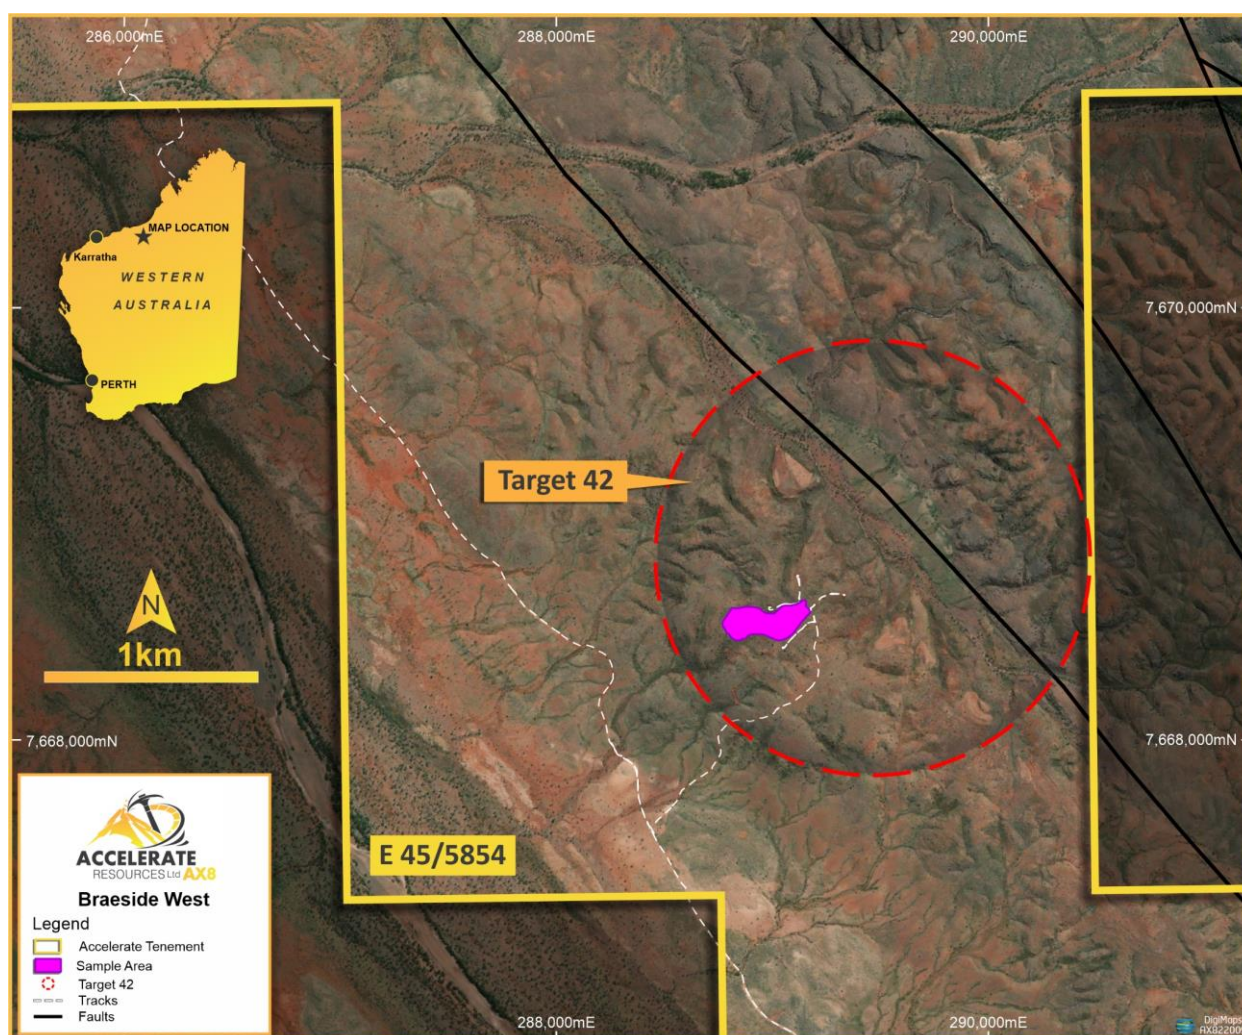 286,000mE
288,000mE
290,000mE
MAP LOCATION
Karratha
WESTERN
AUSTRALIA
PERTH
7,670,000mN
Target 42
N
1km
7,668,000mN
7,668,000mN
E 45/5854
ACCELERATE
RESOURCES Ltd AX8
Braeside West
Legend
Accelerate Tenement
Sample Area
Target 42
Tracks
Faults
288,000mE
290,000mE
DigiMaps